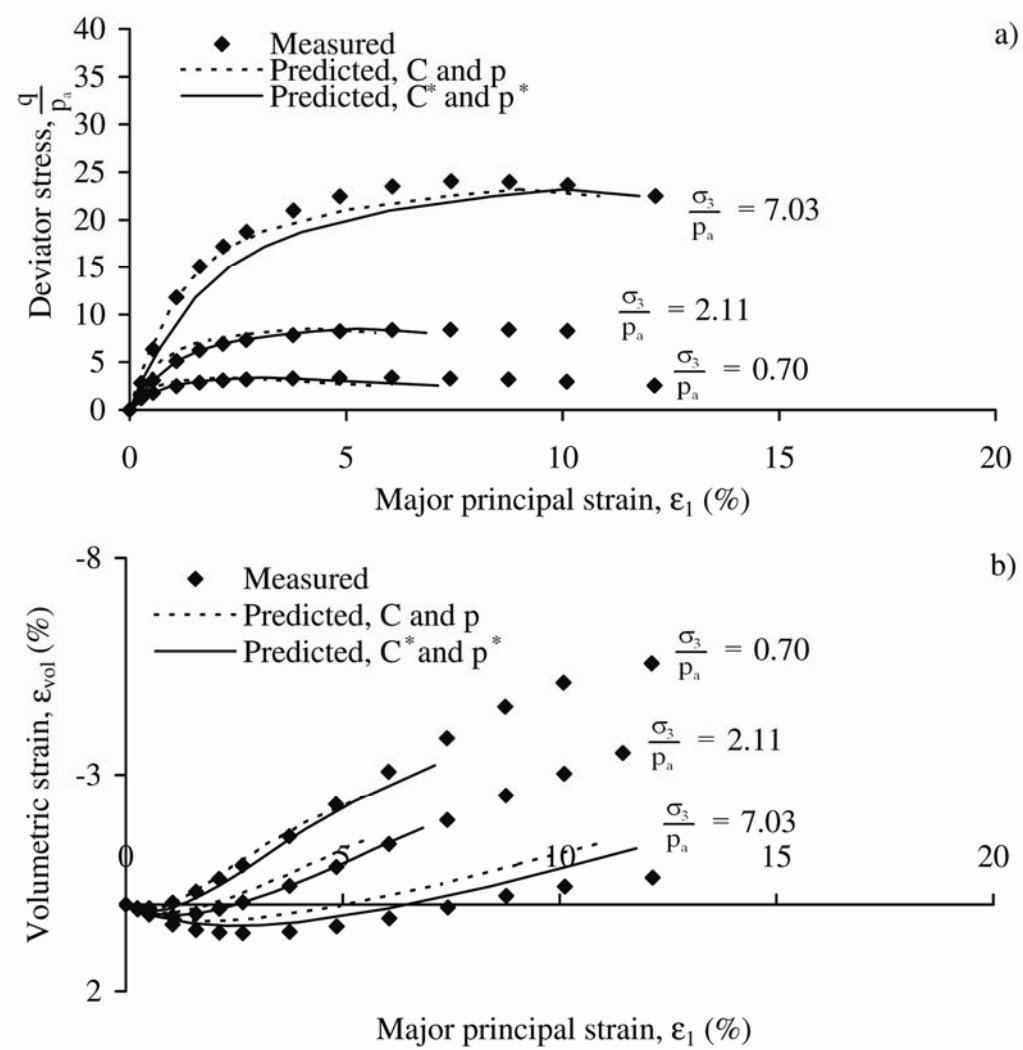 a)
40
35
30
25
20
15
10
5
0
Deviator stress, q/pₐ
Measured
Predicted, C and p
Predicted, C* and p*
σ₃/pₐ = 7.03
σ₃/pₐ = 2.11
σ₃/pₐ = 0.70
0 5 10 15 20
Major principal strain, ε₁ (%)
b)
-8
-3
2
Volumetric strain, εvol (%)
Measured
Predicted, C and p
Predicted, C* and p*
σ₃/pₐ = 0.70
σ₃/pₐ = 2.11
σ₃/pₐ = 7.03
0 5 10 15 20
Major principal strain, ε₁ (%)